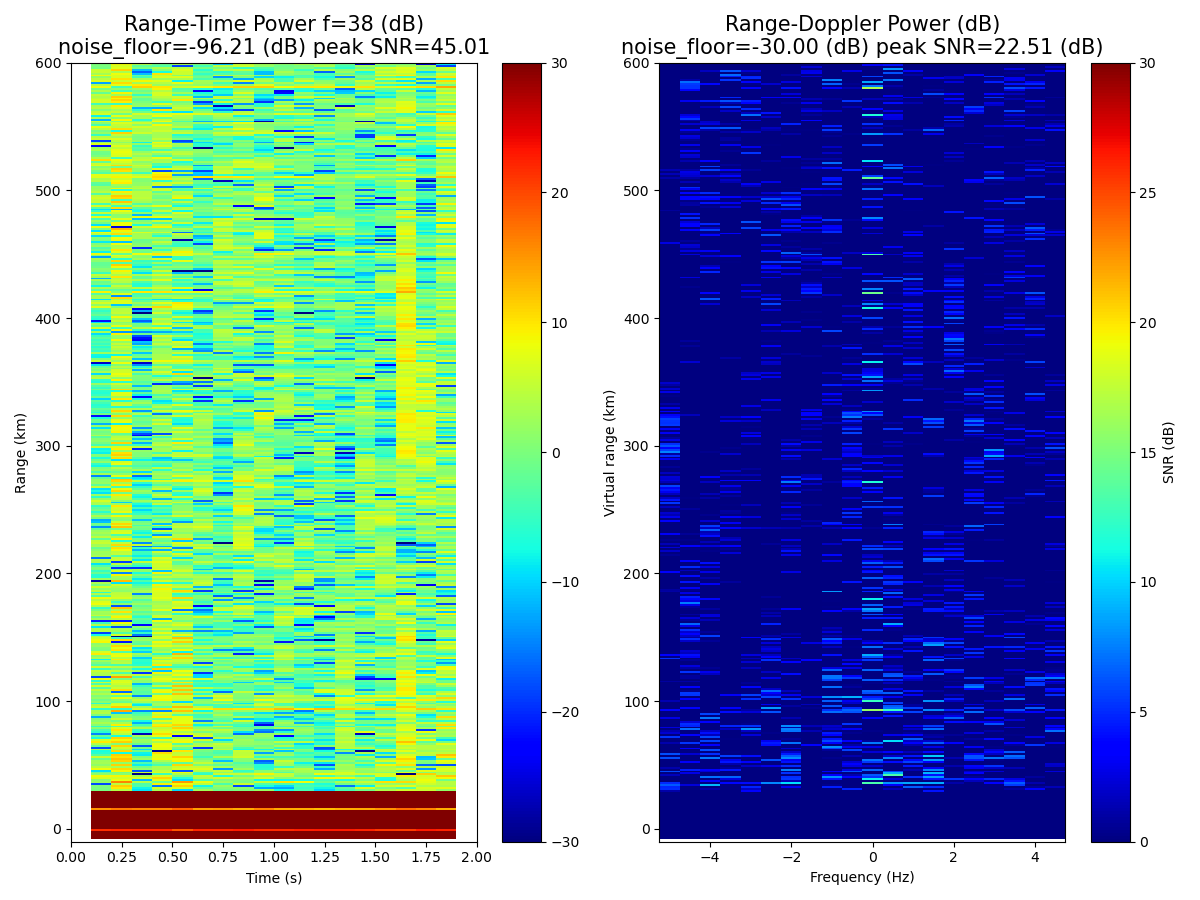 Range-Time Power f=38 (dB)
noise_floor=-96.21 (dB) peak SNR=45.01
Range (km)
600
500
400
300
200
100
0
0.00 0.25 0.50 0.75 1.00 1.25 1.50 1.75 2.00
Time (s)
30
20
10
0
−10
−20
−30
Range-Doppler Power (dB)
noise_floor=-30.00 (dB) peak SNR=22.51 (dB)
Virtual range (km)
600
500
400
300
200
100
0
−4 −2 0 2 4
Frequency (Hz)
30
25
20
15
10
5
0
SNR (dB)